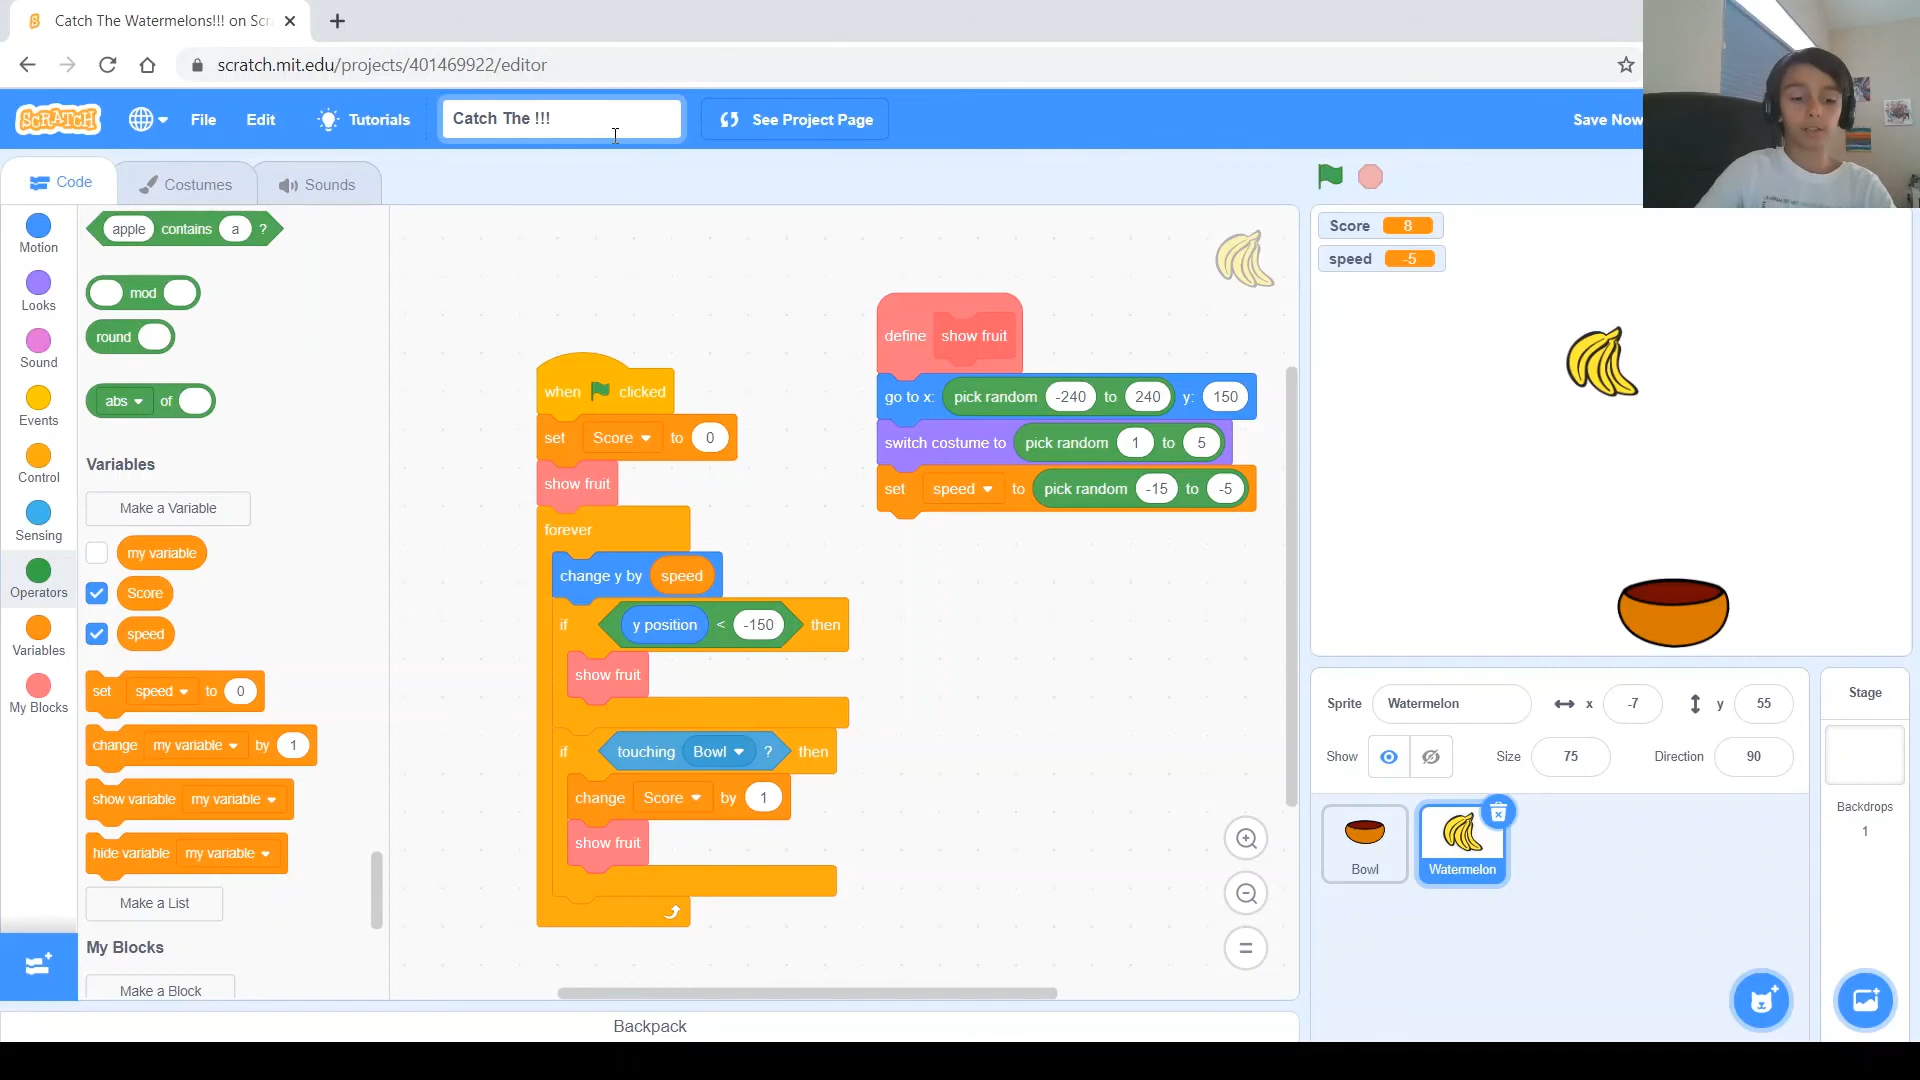 Catch The Watermelons!!! on Scr
scratch.mit.edu/projects/401469922/editor
SCRATCH
File
Edit
Tutorials
Catch The !!!
See Project Page
Save Now
Code
Costumes
Sounds
Motion
Looks
Sound
Events
Control
Sensing
Operators
Variables
My Blocks
apple contains a ?
mod
round
abs of
Variables
Make a Variable
my variable
Score
speed
set speed to 0
change my variable by 1
show variable my variable
hide variable my variable
Make a List
My Blocks
Make a Block
when clicked
set Score to 0
show fruit
forever
change y by speed
if y position < -150 then
show fruit
if touching Bowl ? then
change Score by 1
show fruit
define show fruit
go to x: pick random -240 to 240 y: 150
switch costume to pick random 1 to 5
set speed to pick random -15 to -5
Backpack
Score 8
speed -5
Sprite Watermelon x -7 y 55
Show Size 75 Direction 90
Bowl
Watermelon
Stage
Backdrops
1